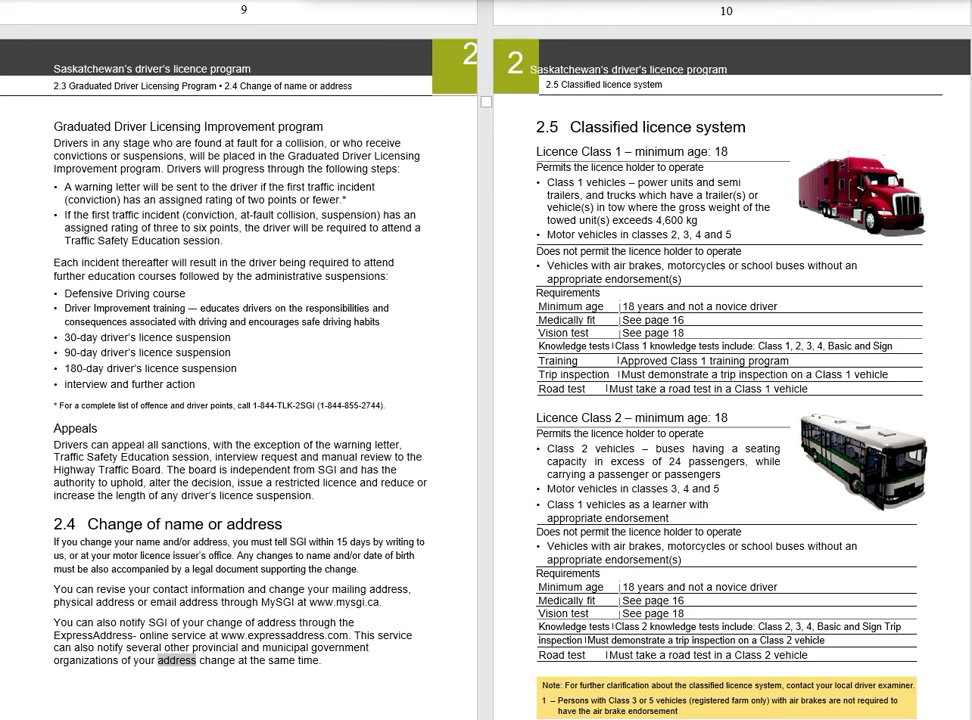 9
10
2
Saskatchewan's driver's licence program
2.3 Graduated Driver Licensing Program • 2.4 Change of name or address
Graduated Driver Licensing Improvement program
Drivers in any stage who are found at fault for a collision, or who receive
convictions or suspensions, will be placed in the Graduated Driver Licensing
Improvement program. Drivers will progress through the following steps:
• A warning letter will be sent to the driver if the first traffic incident
(conviction) has an assigned rating of two points or fewer.*
• If the first traffic incident (conviction, at-fault collision, suspension) has an
assigned rating of three to six points, the driver will be required to attend a
Traffic Safety Education session.
Each incident thereafter will result in the driver being required to attend
further education courses followed by the administrative suspensions:
• Defensive Driving course
• Driver Improvement training — educates drivers on the responsibilities and
consequences associated with driving and encourages safe driving habits
• 30-day driver's licence suspension
• 90-day driver's licence suspension
• 180-day driver's licence suspension
• interview and further action
* For a complete list of offence and driver points, call 1-844-TLK-2SGI (1-844-855-2744).
Appeals
Drivers can appeal all sanctions, with the exception of the warning letter,
Traffic Safety Education session, interview request and manual review to the
Highway Traffic Board. The board is independent from SGI and has the
authority to uphold, alter the decision, issue a restricted licence and reduce or
increase the length of any driver's licence suspension.
2.4 Change of name or address
If you change your name and/or address, you must tell SGI within 15 days by writing to
us, or at your motor licence issuer's office. Any changes to name and/or date of birth
must be also accompanied by a legal document supporting the change.
You can revise your contact information and change your mailing address,
physical address or email address through MySGI at www.mysgi.ca.
You can also notify SGI of your change of address through the
ExpressAddress- online service at www.expressaddress.com. This service
can also notify several other provincial and municipal government
organizations of your address change at the same time.
2
Saskatchewan's driver's licence program
2.5 Classified licence system
2.5 Classified licence system
Licence Class 1 – minimum age: 18
Permits the licence holder to operate
• Class 1 vehicles – power units and semi
trailers, and trucks which have a trailer(s) or
vehicle(s) in tow where the gross weight of the
towed unit(s) exceeds 4,600 kg
• Motor vehicles in classes 2, 3, 4 and 5
Does not permit the licence holder to operate
• Vehicles with air brakes, motorcycles or school buses without an
appropriate endorsement(s)
Requirements
Minimum age 18 years and not a novice driver
Medically fit See page 16
Vision test See page 18
Knowledge tests Class 1 knowledge tests include: Class 1, 2, 3, 4, Basic and Sign
Training Approved Class 1 training program
Trip inspection Must demonstrate a trip inspection on a Class 1 vehicle
Road test Must take a road test in a Class 1 vehicle
Licence Class 2 – minimum age: 18
Permits the licence holder to operate
• Class 2 vehicles – buses having a seating
capacity in excess of 24 passengers, while
carrying a passenger or passengers
• Motor vehicles in classes 3, 4 and 5
• Class 1 vehicles as a learner with
appropriate endorsement
Does not permit the licence holder to operate
• Vehicles with air brakes, motorcycles or school buses without an
appropriate endorsement(s)
Requirements
Minimum age 18 years and not a novice driver
Medically fit See page 16
Vision test See page 18
Knowledge tests Class 2 knowledge tests include: Class 2, 3, 4, Basic and Sign Trip
inspection Must demonstrate a trip inspection on a Class 2 vehicle
Road test Must take a road test in a Class 2 vehicle
Note: For further clarification about the classified licence system, contact your local driver examiner.
1 – Persons with Class 3 or 5 vehicles (registered farm only) with air brakes are not required to
have the air brake endorsement